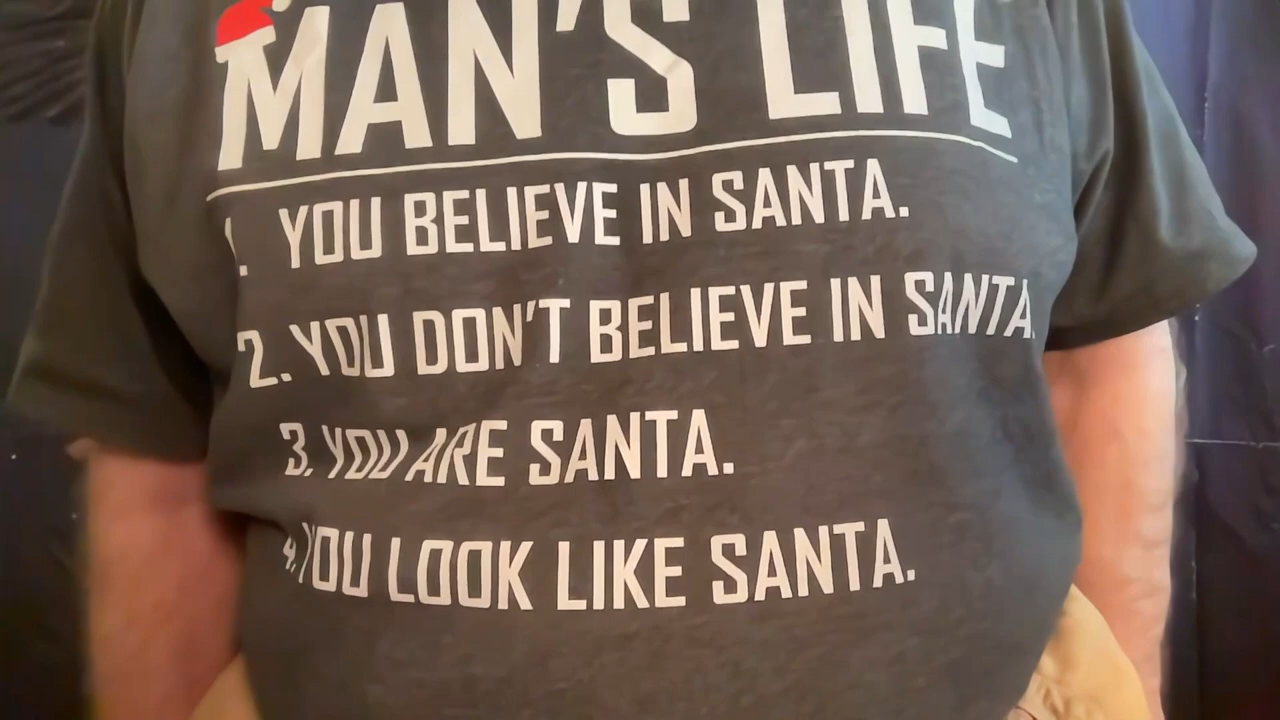 MAN'S LIFE
1. YOU BELIEVE IN SANTA.
2. YOU DON'T BELIEVE IN SANTA.
3. YOU ARE SANTA.
4. YOU LOOK LIKE SANTA.